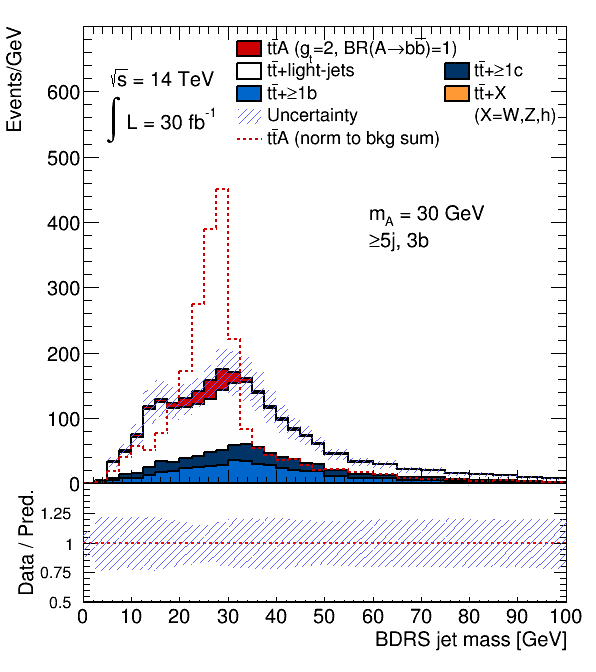 Events/GeV
600
500
400
300
200
100
0
√s = 14 TeV
∫ L = 30 fb⁻¹
tt̄A (gₜ=2, BR(A→bb̄)=1)
tt̄+light-jets
tt̄+≥1c
tt̄+≥1b
tt̄+X
Uncertainty
(X=W,Z,h)
tt̄A (norm to bkg sum)
m_A = 30 GeV
≥5j, 3b
Data / Pred.
1.25
1
0.75
0.5
0 10 20 30 40 50 60 70 80 90 100
BDRS jet mass [GeV]